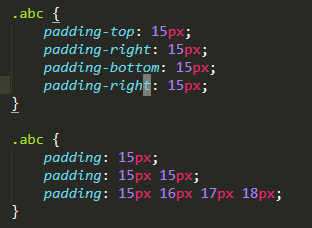 .abc {
padding-top: 15px;
padding-right: 15px;
padding-bottom: 15px;
padding-right: 15px;
}
.abc {
padding: 15px;
padding: 15px 15px;
padding: 15px 16px 17px 18px;
}